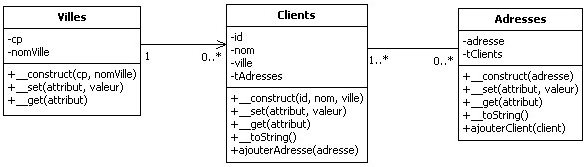 Villes
-cp
-nomVille
+__construct(cp, nomVille)
+__set(attribut, valeur)
+__get(attribut)
1
0..*
Clients
-id
-nom
-ville
-tAdresses
+__construct(id, nom, ville)
+__set(attribut, valeur)
+__get(attribut)
+__toString()
+ajouterAdresse(adresse)
1..*
0..*
Adresses
-adresse
-tClients
+__construct(adresse)
+__set(attribut, valeur)
+__get(attribut)
+__toString()
+ajouterClient(client)